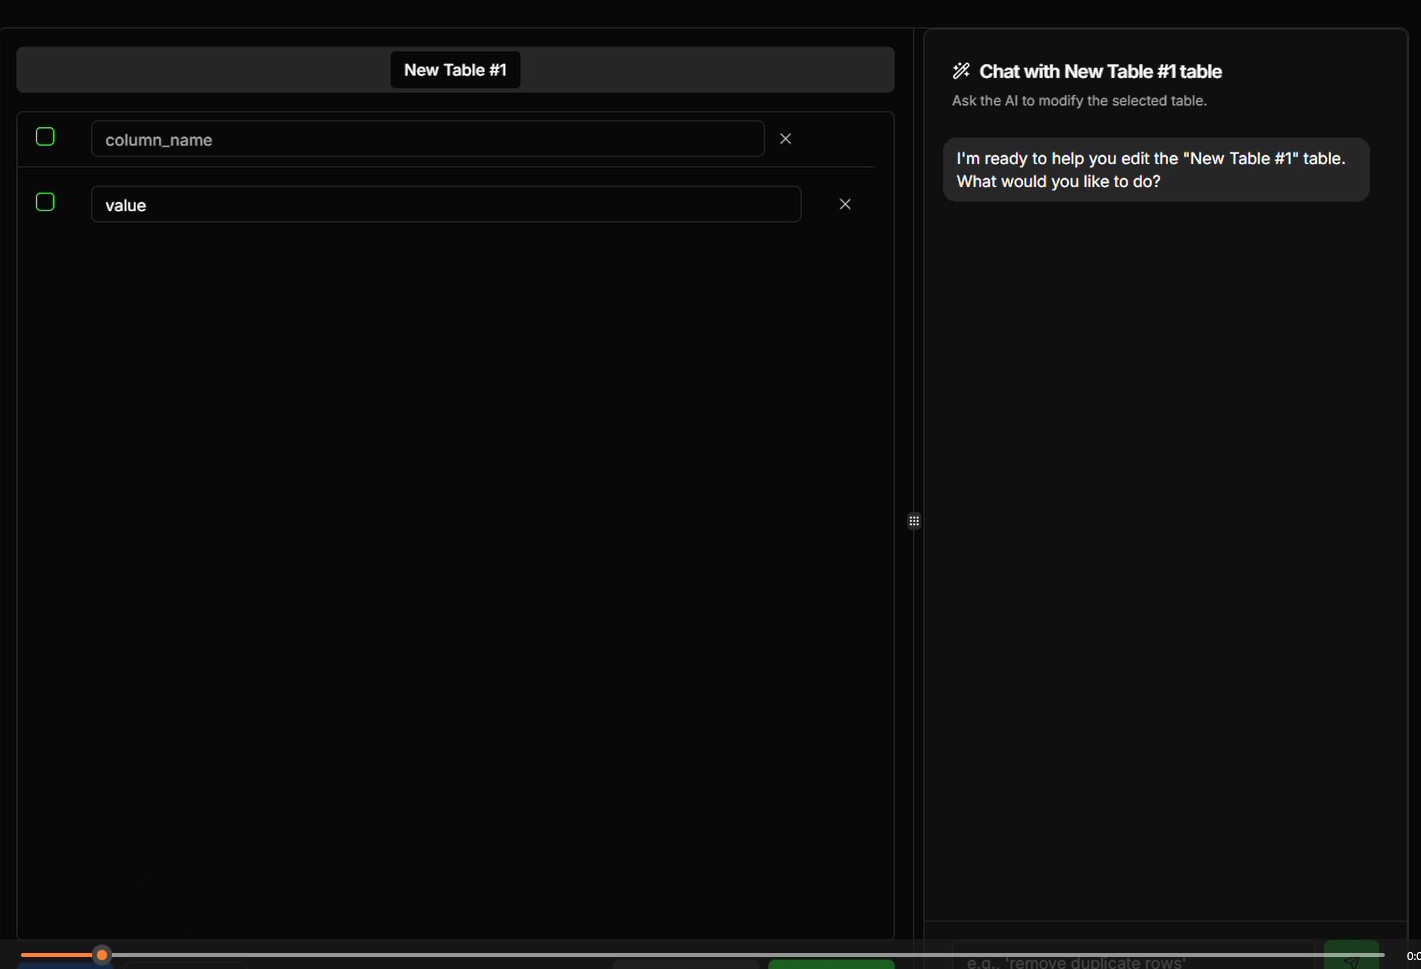 New Table #1
column_name
value
Chat with New Table #1 table
Ask the AI to modify the selected table.
I'm ready to help you edit the "New Table #1" table.
What would you like to do?
e.g., 'remove duplicate rows'